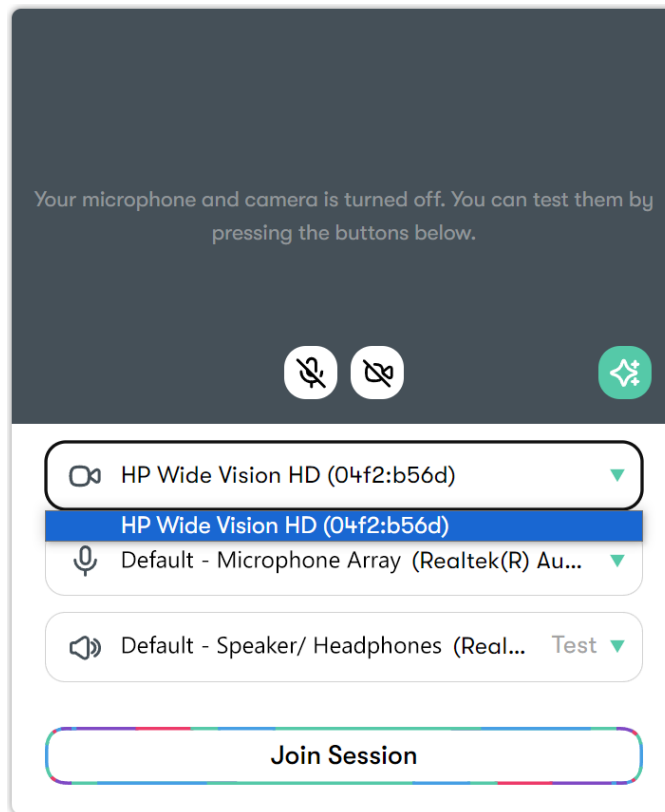 Your microphone and camera is turned off. You can test them by
pressing the buttons below.
HP Wide Vision HD (04f2:b56d)
HP Wide Vision HD (04f2:b56d)
Default - Microphone Array (Realtek(R) Au...
Default - Speaker/ Headphones (Real... Test
Join Session